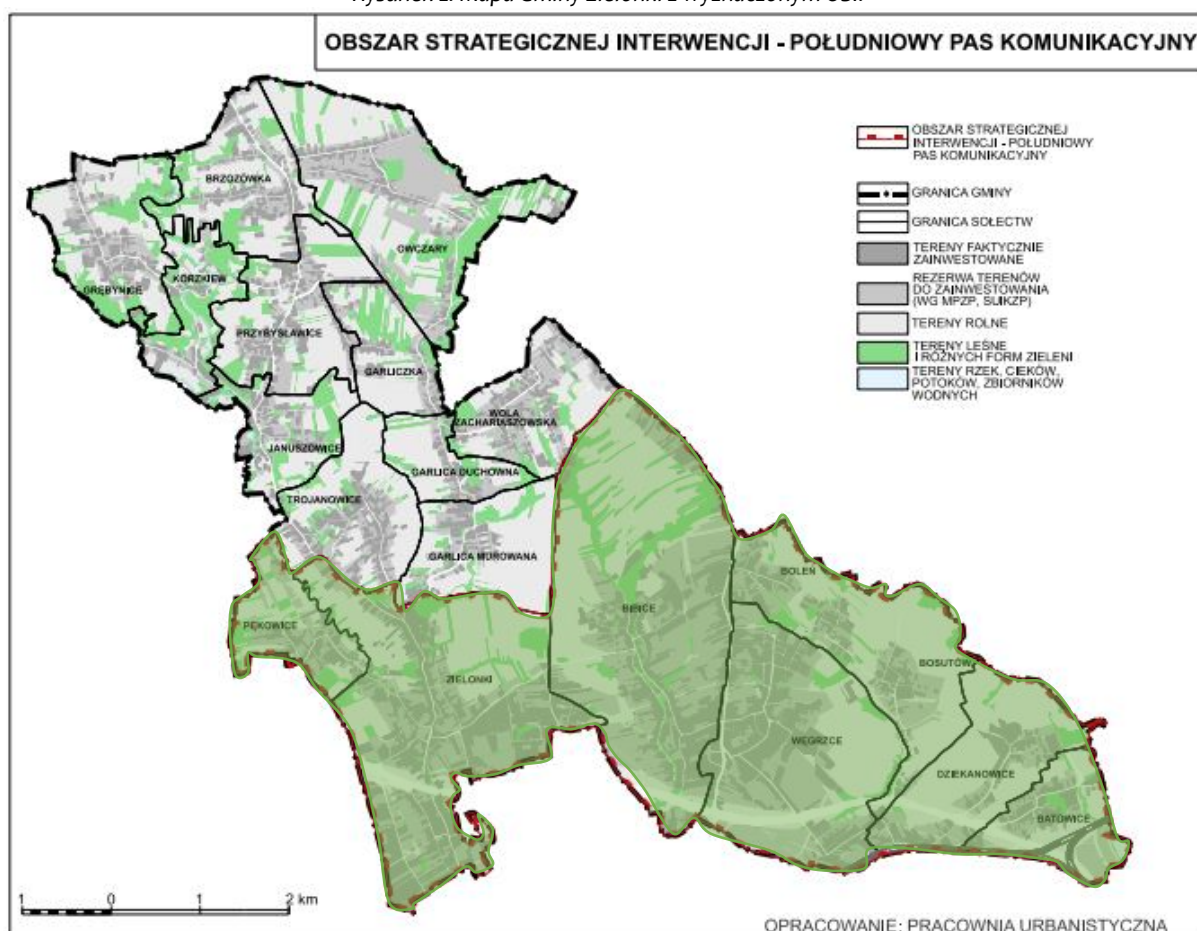 Rysunek 2. Mapa Gminy Zielonki z wyznaczonym OSI.
OBSZAR STRATEGICZNEJ INTERWENCJI - POŁUDNIOWY PAS KOMUNIKACYJNY
OBSZAR STRATEGICZNEJ
INTERWENCJI - POŁUDNIOWY
PAS KOMUNIKACYJNY
GRANICA GMINY
GRANICA SOŁECTW
TERENY FAKTYCZNIE
ZAINWESTOWANE
REZERWA TERENÓW
DO ZAINWESTOWANIA
(WG MPZP, SUIKZP)
TERENY ROLNE
TERENY LEŚNE
I RÓŻNYCH FORM ZIELENI
TERENY RZEK, CIEKÓW,
POTOKÓW, ZBIORNIKÓW
WODNYCH
BRZOZÓWKA
OWCZARY
KORZKIEW
GRĘBYNICE
PRZYBYSŁAWICE
GARLICZKA
WOLA
ZACHARIASZOWSKA
JANUSZOWICE
GARLICA DUCHOWNA
TROJANOWICE
GARLICA MUROWANA
BOLEŃ
BIBICE
PĘKOWICE
BOSUTÓW
ZIELONKI
WĘGRZCE
DZIEKANOWICE
BATOWICE
1 0 1 2 km
OPRACOWANIE: PRACOWNIA URBANISTYCZNA